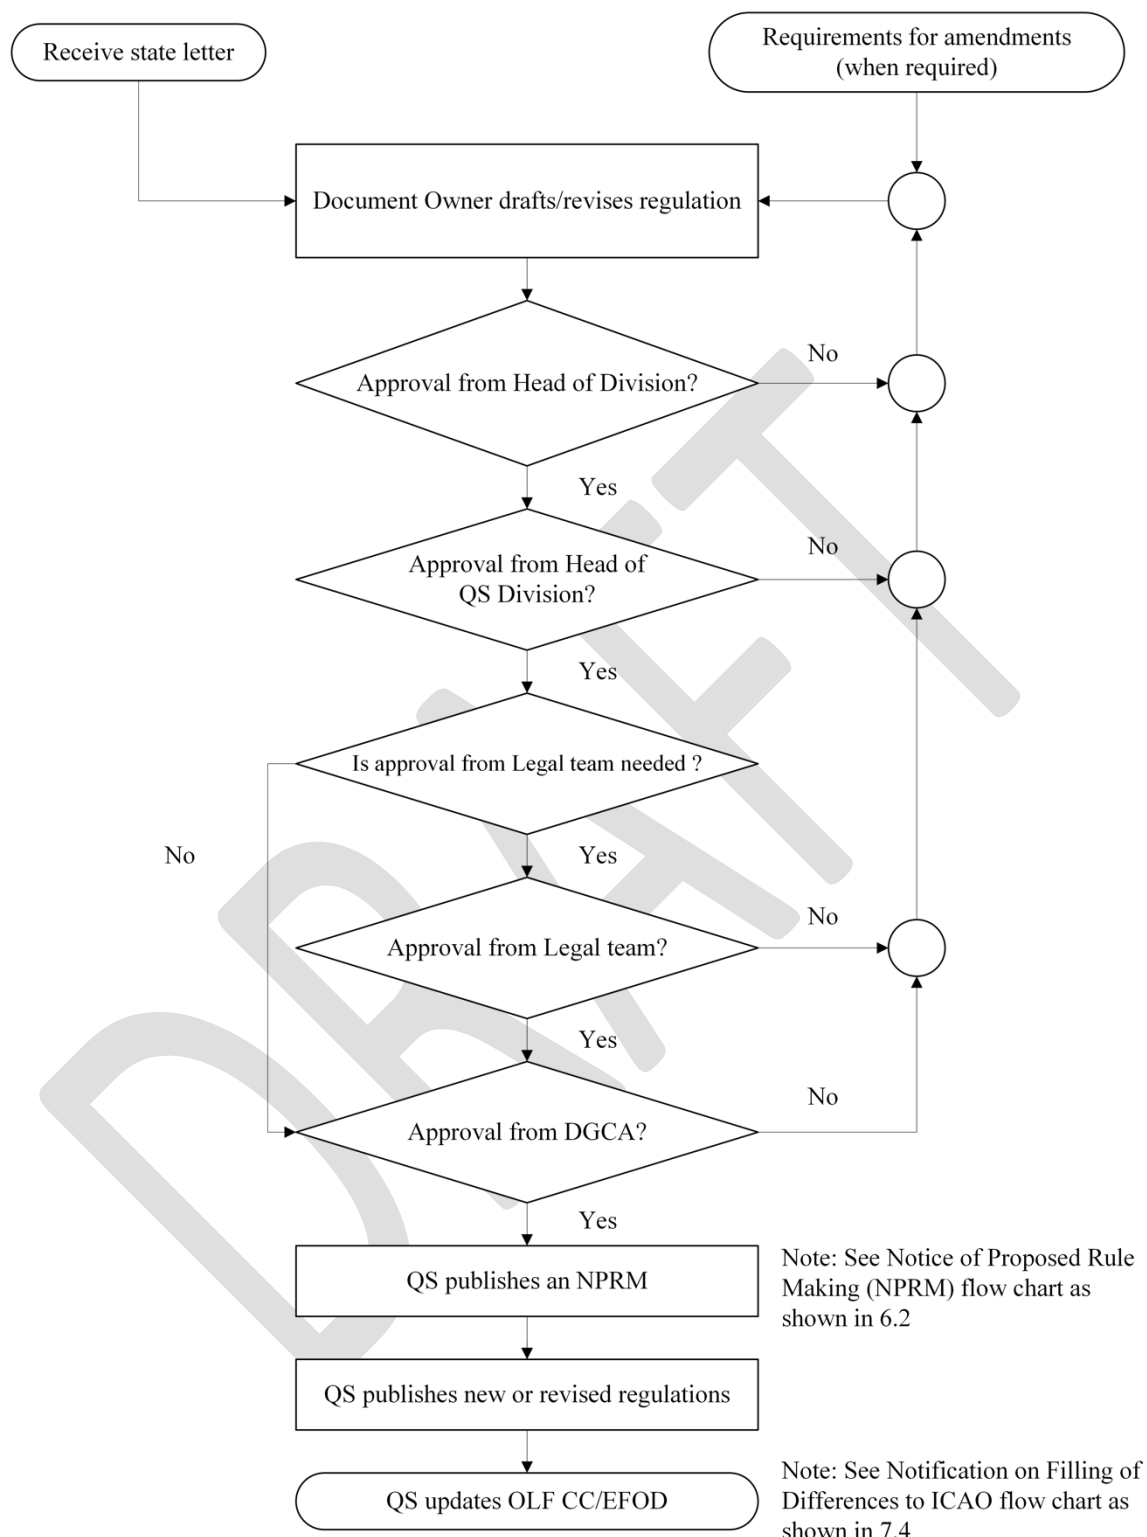 Receive state letter
Requirements for amendments
(when required)
Document Owner drafts/revises regulation
Approval from Head of Division?
No
Yes
Approval from Head of
QS Division?
No
Yes
Is approval from Legal team needed ?
No
Yes
Approval from Legal team?
No
Yes
Approval from DGCA?
No
Yes
QS publishes an NPRM
Note: See Notice of Proposed Rule
Making (NPRM) flow chart as
shown in 6.2
QS publishes new or revised regulations
QS updates OLF CC/EFOD
Note: See Notification on Filling of
Differences to ICAO flow chart as
shown in 7.4
DRAFT